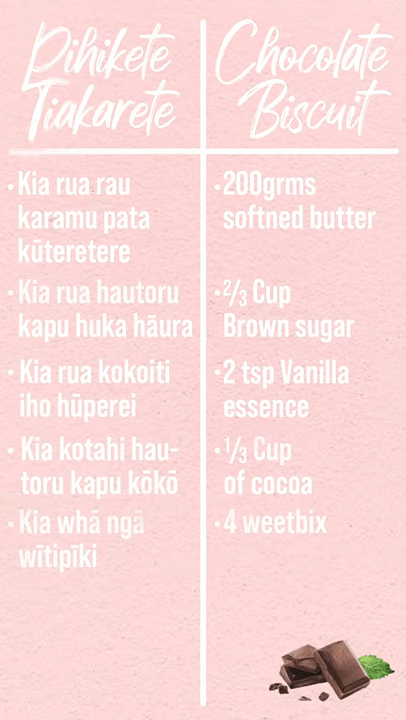 Pihikete
Tiakarete
• Kia rua rau
karamu pata
kūteretere
• Kia rua hautoru
kapu huka hāura
• Kia rua kokoiti
iho hūperei
• Kia kotahi hau-
toru kapu kōkō
• Kia whā ngā
wītipīki
Chocolate
Biscuit
• 200grms
softned butter
• ⅔ Cup
Brown sugar
• 2 tsp Vanilla
essence
• ⅓ Cup
of cocoa
• 4 weetbix